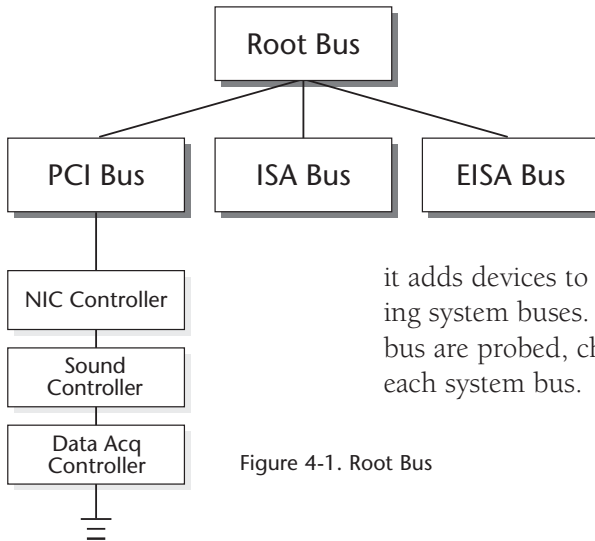 Root Bus
PCI Bus
ISA Bus
EISA Bus
NIC Controller
Sound
Controller
Data Acq
Controller
it adds devices to
ing system buses.
bus are probed, ch
each system bus.
Figure 4-1. Root Bus